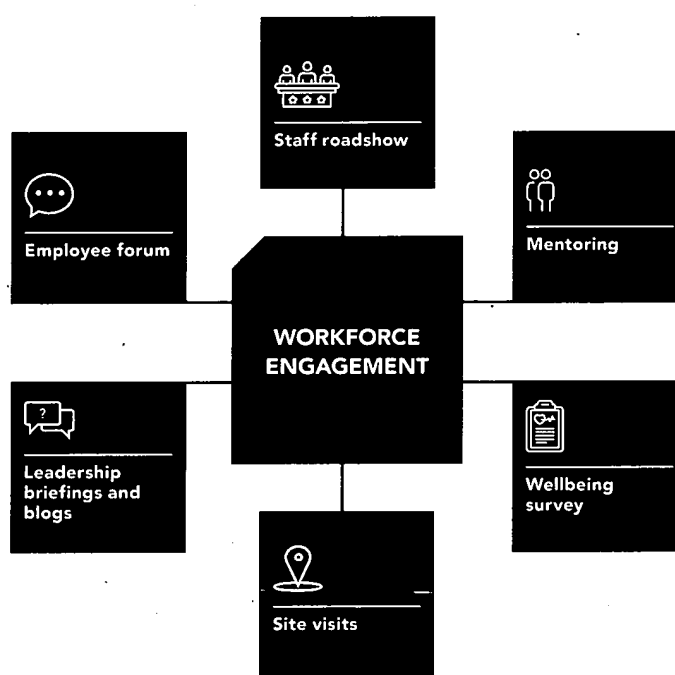 Staff roadshow
Employee forum
Mentoring
WORKFORCE
ENGAGEMENT
?
Leadership
briefings and
blogs
Wellbeing
survey
Site visits